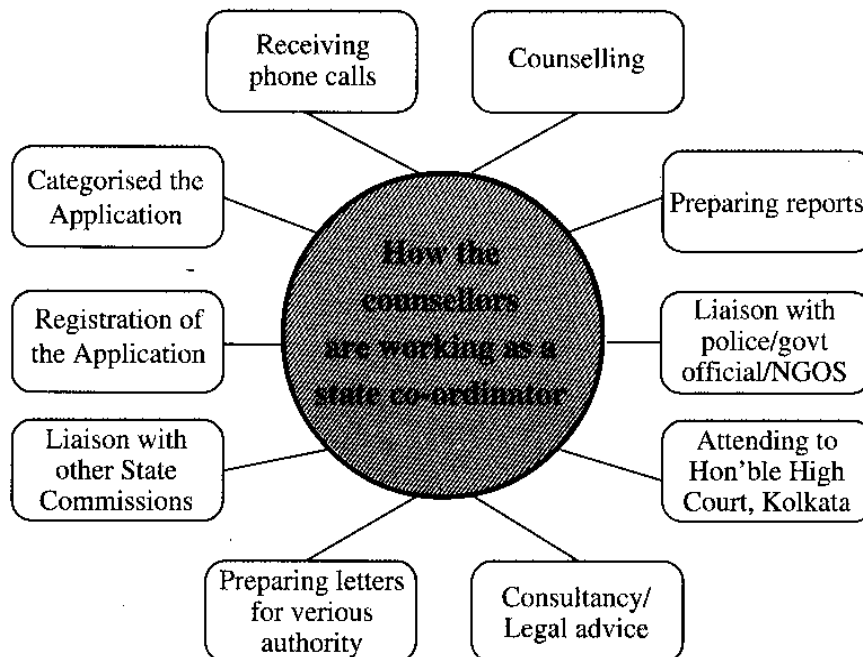 Receiving
phone calls
Counselling
Categorised the
Application
Preparing reports
How the
counsellors
are working as a
state co-ordinator
Registration of
the Application
Liaison with
police/govt
official/NGOS
Liaison with
other State
Commissions
Attending to
Hon'ble High
Court, Kolkata
Preparing letters
for verious
authority
Consultancy/
Legal advice